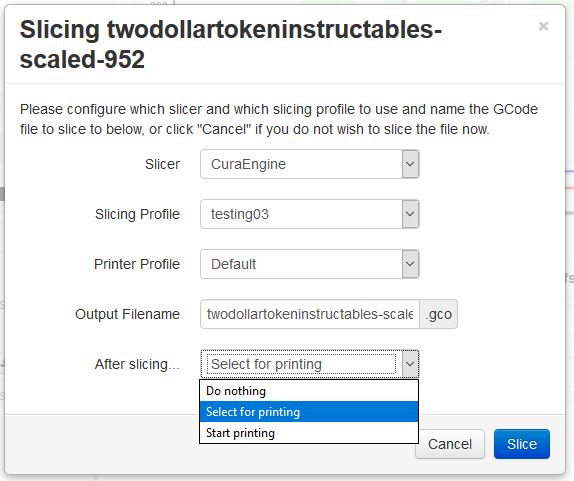 Slicing twodollartokeninstructables-
scaled-952
×
Please configure which slicer and which slicing profile to use and name the GCode
file to slice to below, or click "Cancel" if you do not wish to slice the file now.
Slicer CuraEngine
Slicing Profile testing03
Printer Profile Default
Output Filename twodollartokeninstructables-scale .gco
After slicing... Select for printing
Do nothing
Select for printing
Start printing
Cancel Slice